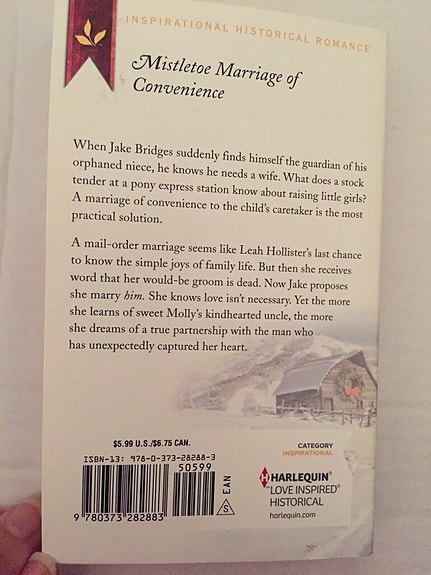 INSPIRATIONAL HISTORICAL ROMANCE
Mistletoe Marriage of
Convenience
When Jake Bridges suddenly finds himself the guardian of his
orphaned niece, he knows he needs a wife. What does a stock
tender at a pony express station know about raising little girls?
A marriage of convenience to the child's caretaker is the most
practical solution.
A mail-order marriage seems like Leah Hollister's last chance
to know the simple joys of family life. But then she receives
word that her would-be groom is dead. Now Jake proposes
she marry him. She knows love isn't necessary. Yet the more
she learns of sweet Molly's kindhearted uncle, the more
she dreams of a true partnership with the man who
has unexpectedly captured her heart.
$5.99 U.S./$6.75 CAN.
ISBN-13: 978-0-373-28288-3
50599
EAN
S
9 780373 282883
CATEGORY
INSPIRATIONAL
HARLEQUIN®
LOVE INSPIRED®
HISTORICAL
harlequin.com